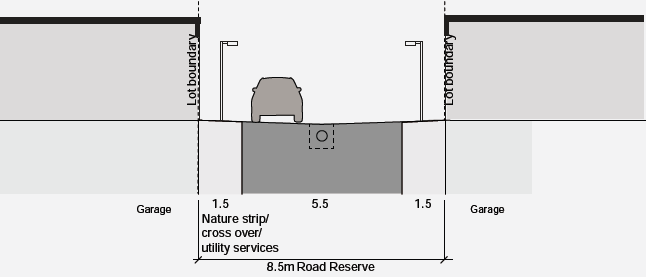 Lot boundary
Lot boundary
1.5
5.5
1.5
Garage
Garage
Nature strip/
cross over/
utility services
8.5m Road Reserve